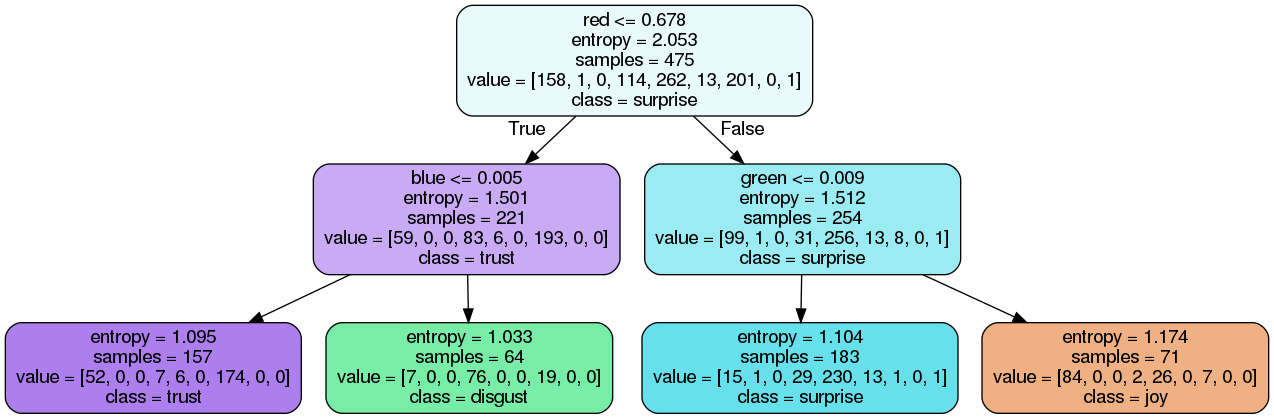 red <= 0.678
entropy = 2.053
samples = 475
value = [158, 1, 0, 114, 262, 13, 201, 0, 1]
class = surprise
True
False
blue <= 0.005
entropy = 1.501
samples = 221
value = [59, 0, 0, 83, 6, 0, 193, 0, 0]
class = trust
green <= 0.009
entropy = 1.512
samples = 254
value = [99, 1, 0, 31, 256, 13, 8, 0, 1]
class = surprise
entropy = 1.095
samples = 157
value = [52, 0, 0, 7, 6, 0, 174, 0, 0]
class = trust
entropy = 1.033
samples = 64
value = [7, 0, 0, 76, 0, 0, 19, 0, 0]
class = disgust
entropy = 1.104
samples = 183
value = [15, 1, 0, 29, 230, 13, 1, 0, 1]
class = surprise
entropy = 1.174
samples = 71
value = [84, 0, 0, 2, 26, 0, 7, 0, 0]
class = joy